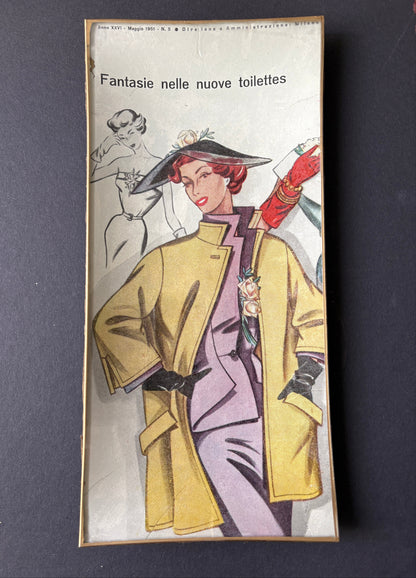 Anno XXVI - Maggio 1951 - N. 5 ● Direzione e Amministrazione: Milano
Fantasie nelle nuove toilettes